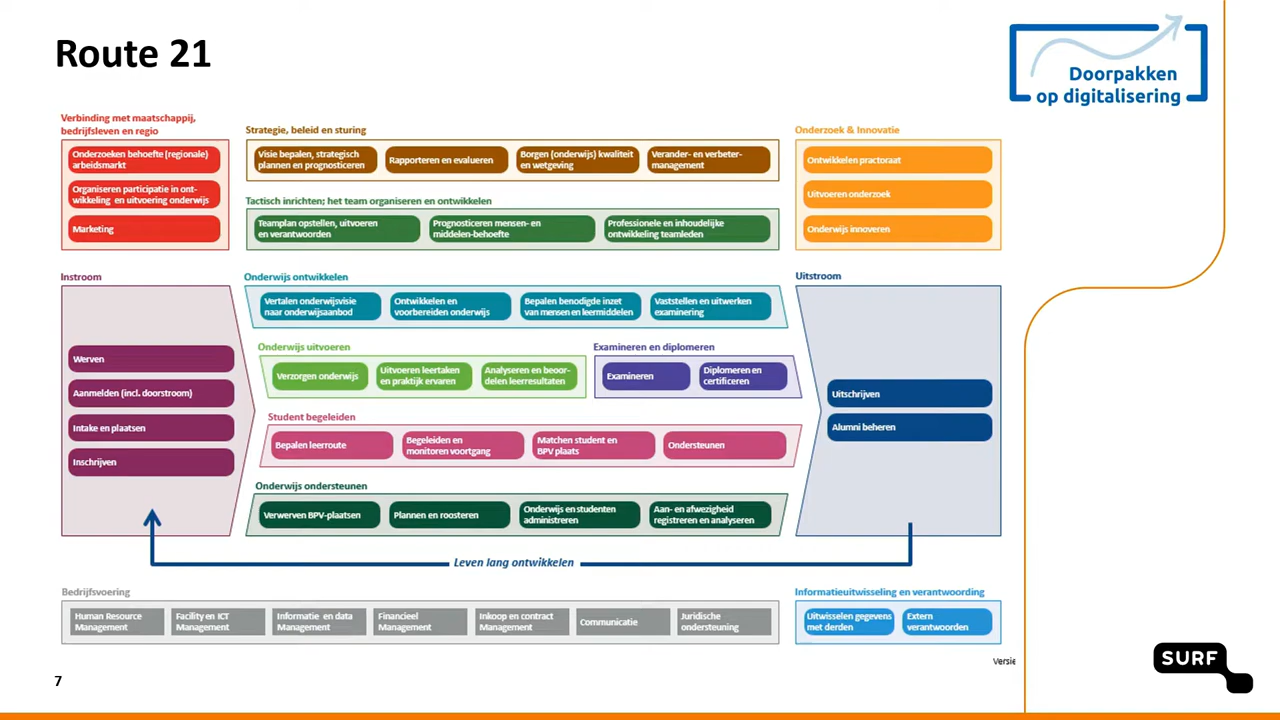 Route 21
Doorpakken
op digitalisering
Verbinding met maatschappij,
bedrijfsleven en regio
Onderzoeken behoefte (regionale)
arbeidsmarkt
Organiseren participatie in ont-
wikkeling en uitvoering onderwijs
Marketing
Strategie, beleid en sturing
Visie bepalen, strategisch
plannen en prognosticeren
Rapporteren en evalueren
Borgen (onderwijs) kwaliteit
en wetgeving
Verander- en verbeter-
management
Tactisch inrichten; het team organiseren en ontwikkelen
Teamplan opstellen, uitvoeren
en verantwoorden
Prognosticeren mensen- en
middelen-behoefte
Professionele en inhoudelijke
ontwikkeling teamleden
Onderzoek & Innovatie
Ontwikkelen practoraat
Uitvoeren onderzoek
Onderwijs innoveren
Instroom
Werven
Aanmelden (incl. doorstroom)
Intake en plaatsen
Inschrijven
Onderwijs ontwikkelen
Vertalen onderwijsvisie
naar onderwijsaanbod
Ontwikkelen en
voorbereiden onderwijs
Bepalen benodigde inzet
van mensen en leermiddelen
Vaststellen en uitwerken
examinering
Onderwijs uitvoeren
Verzorgen onderwijs
Uitvoeren leertaken
en praktijk ervaren
Analyseren en beoor-
delen leerresultaten
Examineren en diplomeren
Examineren
Diplomeren en
certificeren
Student begeleiden
Bepalen leerroute
Begeleiden en
monitoren voortgang
Matchen student en
BPV plaats
Ondersteunen
Onderwijs ondersteunen
Verwerven BPV-plaatsen
Plannen en roosteren
Onderwijs en studenten
administreren
Aan- en afwezigheid
registreren en analyseren
Uitstroom
Uitschrijven
Alumni beheren
Leven lang ontwikkelen
Bedrijfsvoering
Human Resource
Management
Facility en ICT
Management
Informatie en data
Management
Financieel
Management
Inkoop en contract
Management
Communicatie
Juridische
ondersteuning
Informatieuitwisseling en verantwoording
Uitwisselen gegevens
met derden
Extern
verantwoorden
Versie
SURF
7